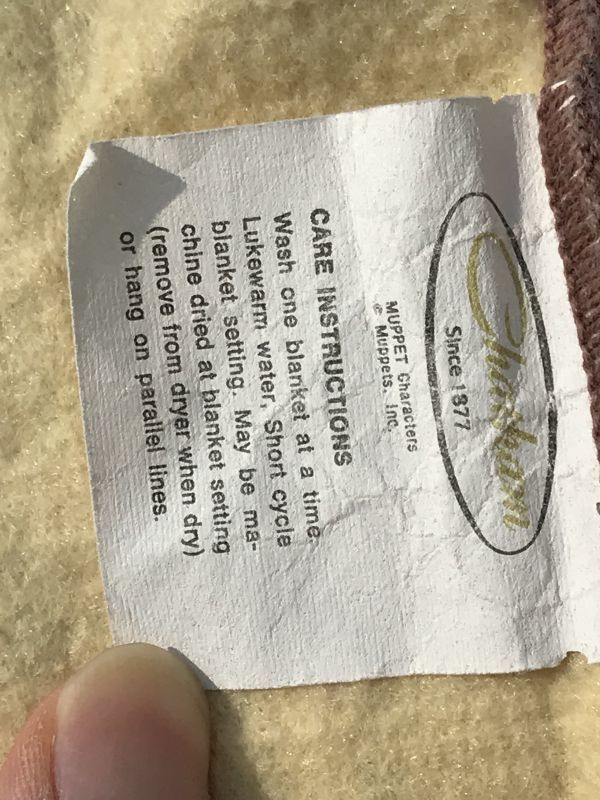 Chatham
Since 1877
MUPPET Characters
© Muppets, Inc.
CARE INSTRUCTIONS
Wash one blanket at a time.
Lukewarm water, Short cycle
blanket setting. May be ma-
chine dried at blanket setting
(remove from dryer when dry)
or hang on parallel lines.